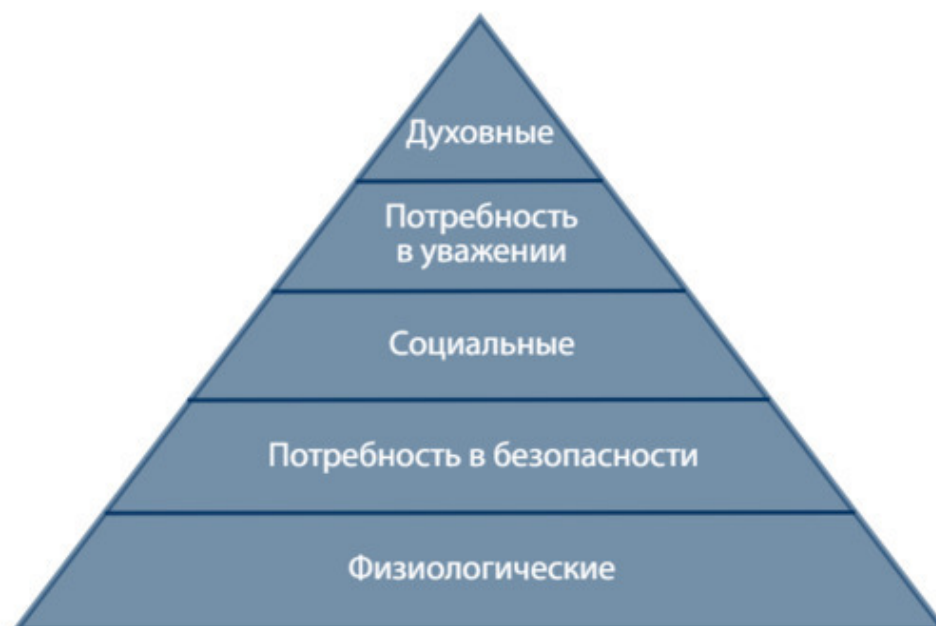 Духовные
Потребность
в уважении
Социальные
Потребность в безопасности
Физиологические